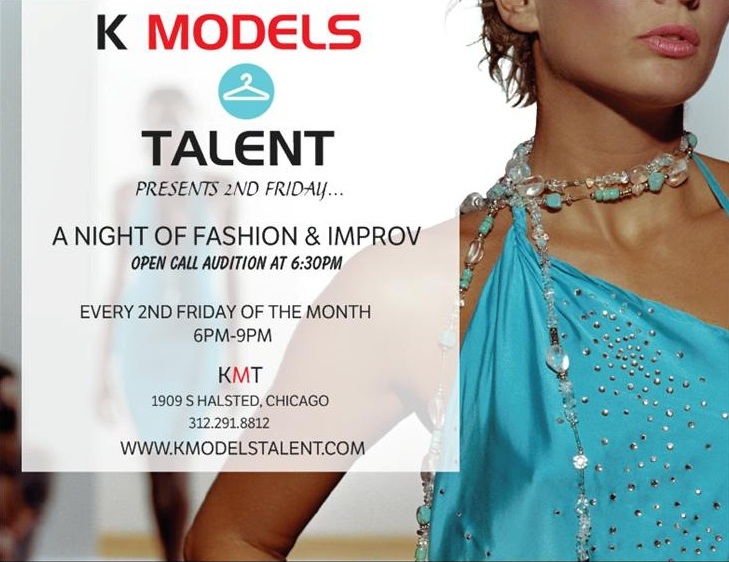 K MODELS
TALENT
PRESENTS 2ND FRIDAY...
A NIGHT OF FASHION & IMPROV
OPEN CALL AUDITION AT 6:30PM
EVERY 2ND FRIDAY OF THE MONTH
6PM-9PM
KMT
1909 S HALSTED, CHICAGO
312.291.8812
WWW.KMODELSTALENT.COM